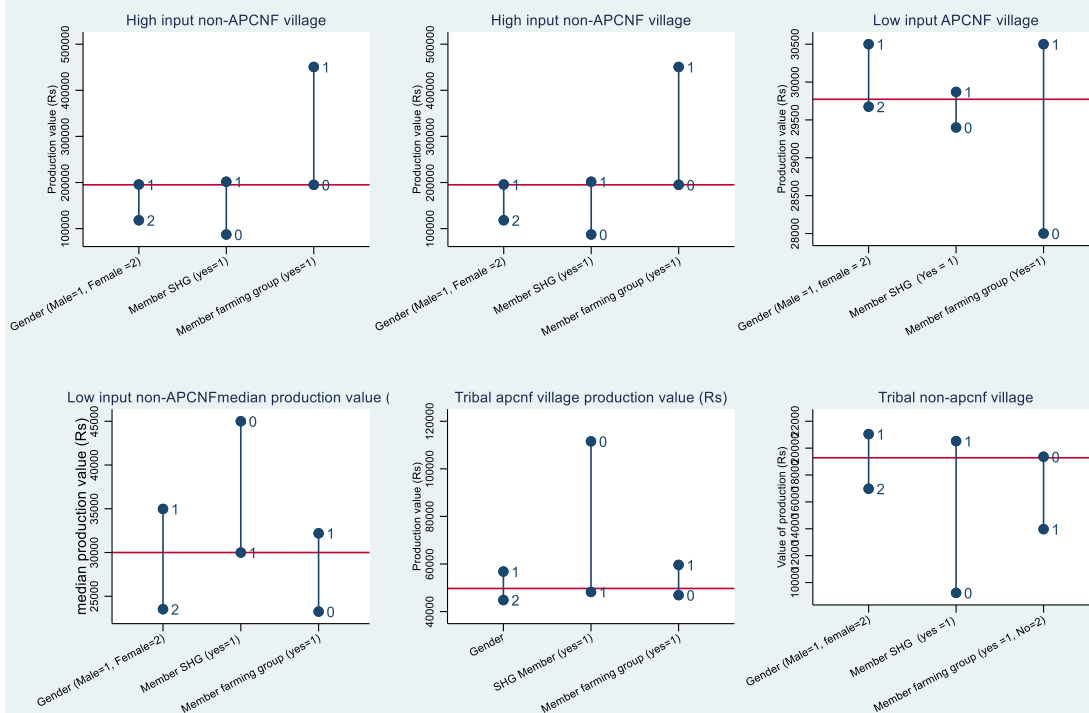 High input non-APCNF village
Production value (Rs)
500000
400000
300000
200000
100000
1
2
1
0
1
0
Gender (Male=1, Female =2)
Member SHG (yes=1)
Member farming group (yes=1)
High input non-APCNF village
Production value (Rs)
500000
400000
300000
200000
100000
1
2
1
0
1
0
Gender (Male=1, Female =2)
Member SHG (yes=1)
Member farming group (yes=1)
Low input APCNF village
Production value (Rs)
30500
30000
29500
29000
28500
28000
1
2
1
0
1
0
Gender (Male =1, female = 2)
Member SHG (Yes = 1)
Member farming group (Yes=1)
Low input non-APCNFmedian production value (
median production value (Rs)
45000
40000
35000
30000
25000
1
2
0
1
1
0
Gender (Male=1, Female=2)
Member SHG (yes=1)
Member farming group (yes=1)
Tribal apcnf village production value (Rs)
Production value (Rs)
120000
100000
80000
60000
40000
1
2
0
1
1
0
Gender
SHG Member (yes=1)
Member farming group (yes=1)
Tribal non-apcnf village
Value of production (Rs)
22000
20000
18000
16000
14000
12000
10000
1
2
1
0
0
1
Gender (Male=1, female=2)
Member SHG (yes =1)
Member farming group (yes =1, No=2)